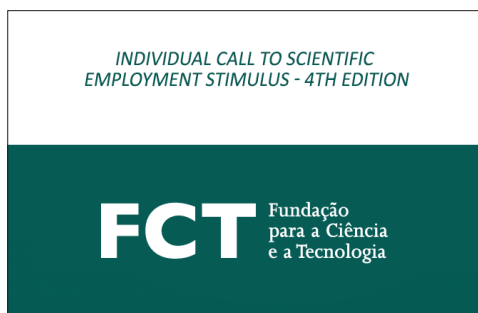 INDIVIDUAL CALL TO SCIENTIFIC
EMPLOYMENT STIMULUS - 4TH EDITION
FCT
Fundação
para a Ciência
e a Tecnologia